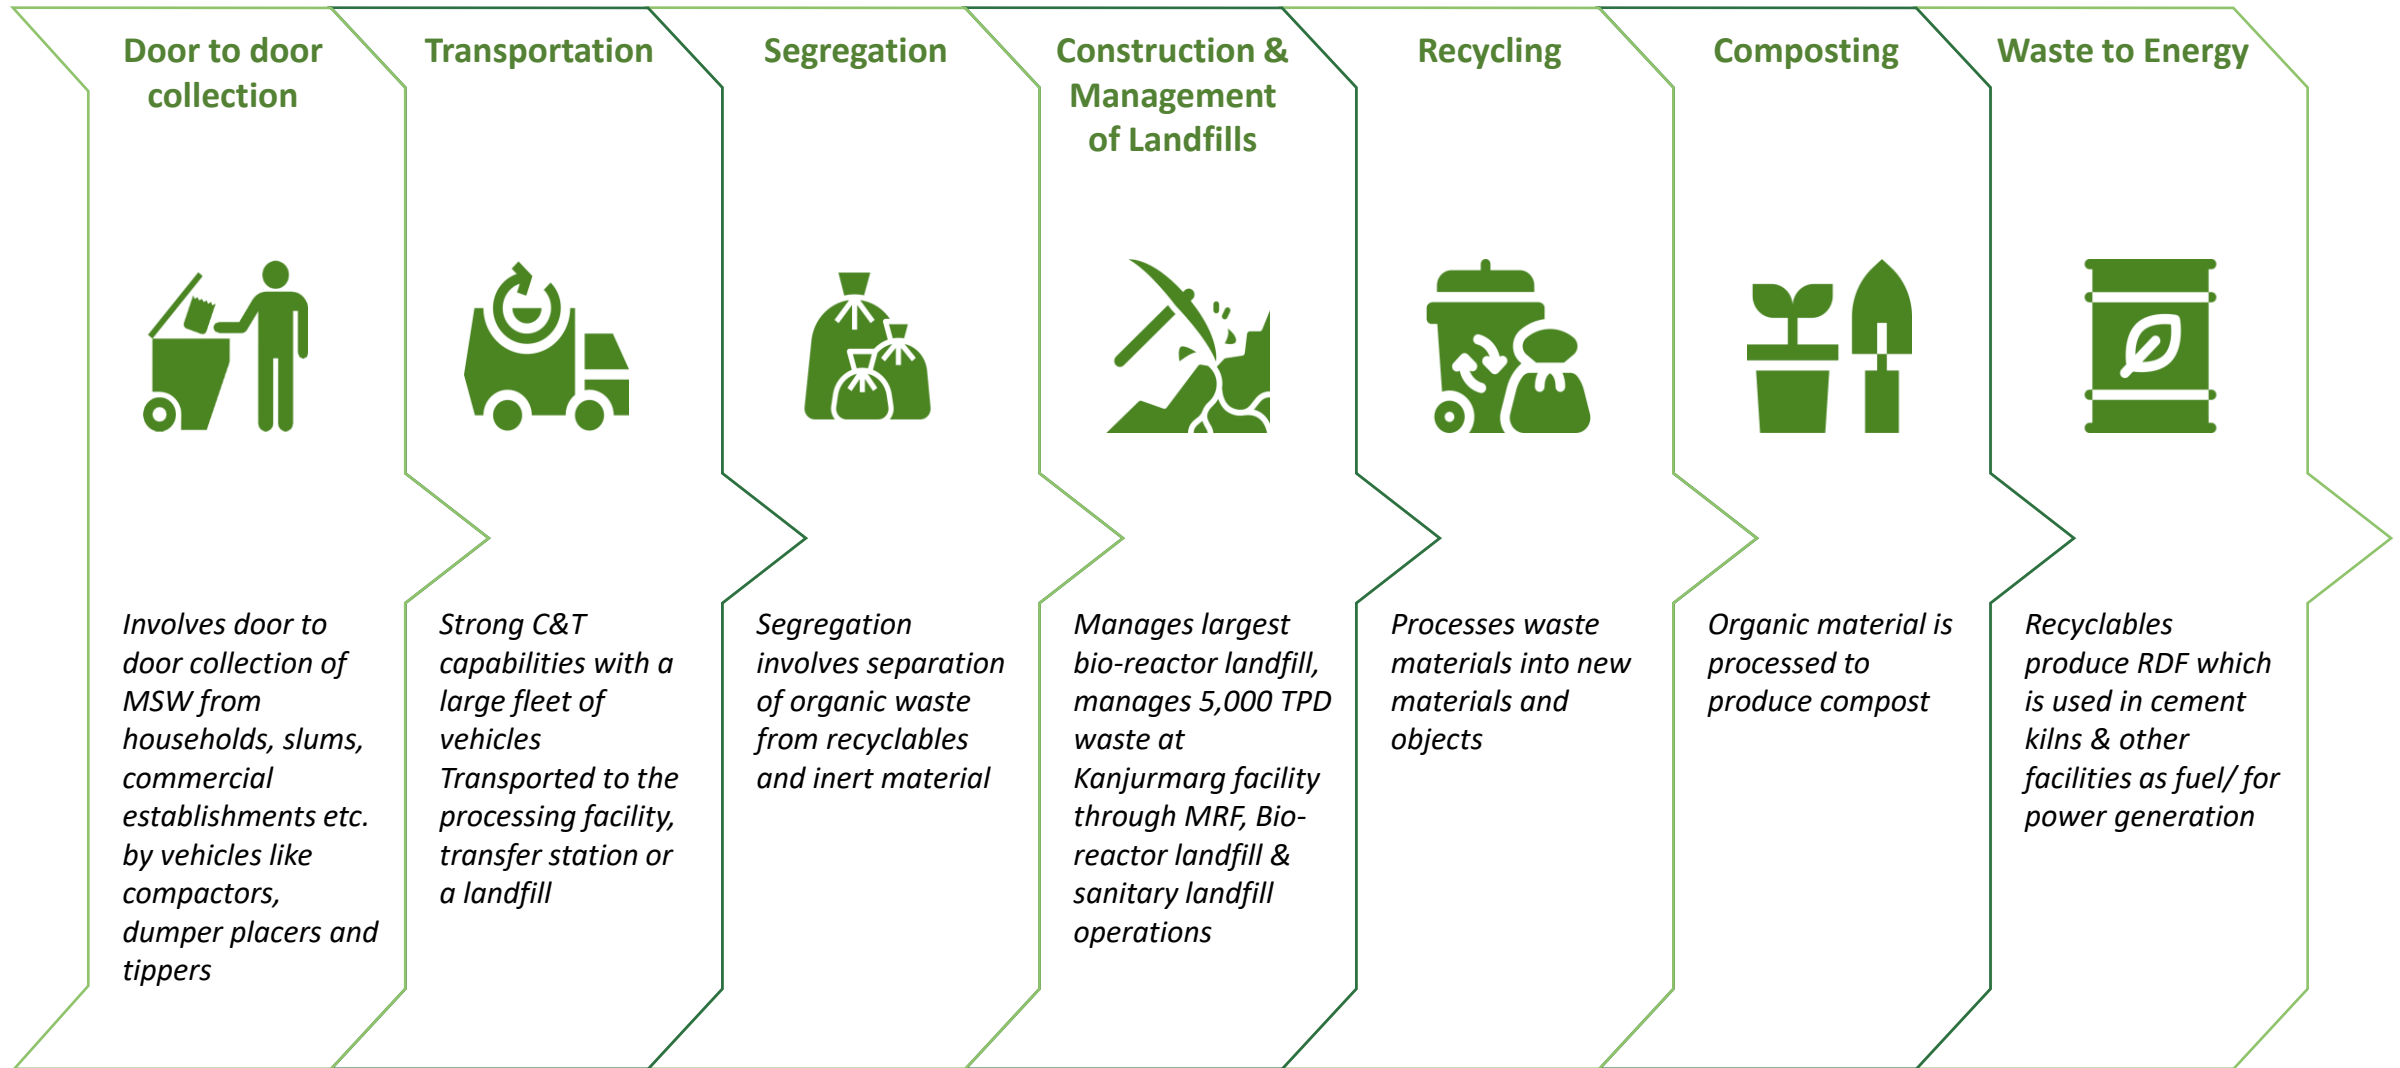 Door to door
collection
Involves door to
door collection of
MSW from
households, slums,
commercial
establishments etc.
by vehicles like
compactors,
dumper placers and
tippers
Transportation
Strong C&T
capabilities with a
large fleet of
vehicles
Transported to the
processing facility,
transfer station or
a landfill
Segregation
Segregation
involves separation
of organic waste
from recyclables
and inert material
Construction &
Management
of Landfills
Manages largest
bio-reactor landfill,
manages 5,000 TPD
waste at
Kanjurmarg facility
through MRF, Bio-
reactor landfill &
sanitary landfill
operations
Recycling
Processes waste
materials into new
materials and
objects
Composting
Organic material is
processed to
produce compost
Waste to Energy
Recyclables
produce RDF which
is used in cement
kilns & other
facilities as fuel/ for
power generation